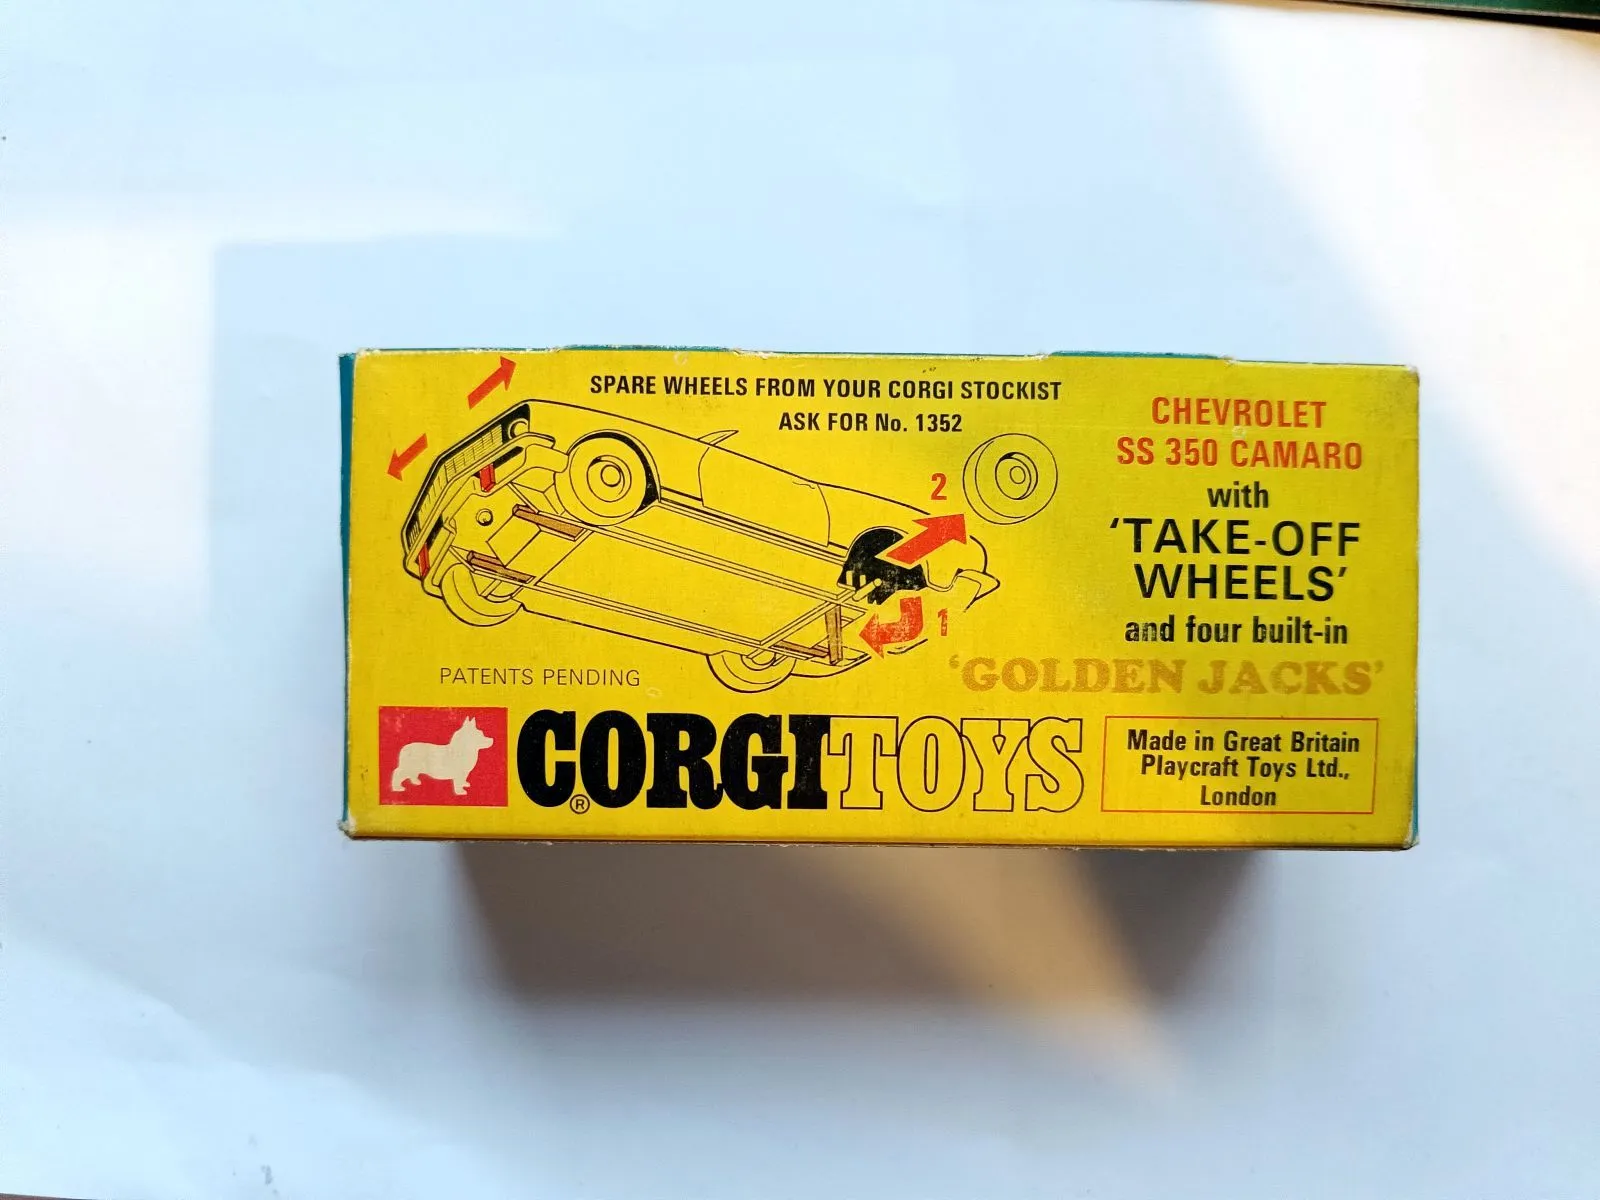 SPARE WHEELS FROM YOUR CORGI STOCKIST
ASK FOR No. 1352
2
1
PATENTS PENDING
CHEVROLET
SS 350 CAMARO
with
‘TAKE-OFF
WHEELS’
and four built-in
‘GOLDEN JACKS’
CORGI TOYS
®
Made in Great Britain
Playcraft Toys Ltd.,
London